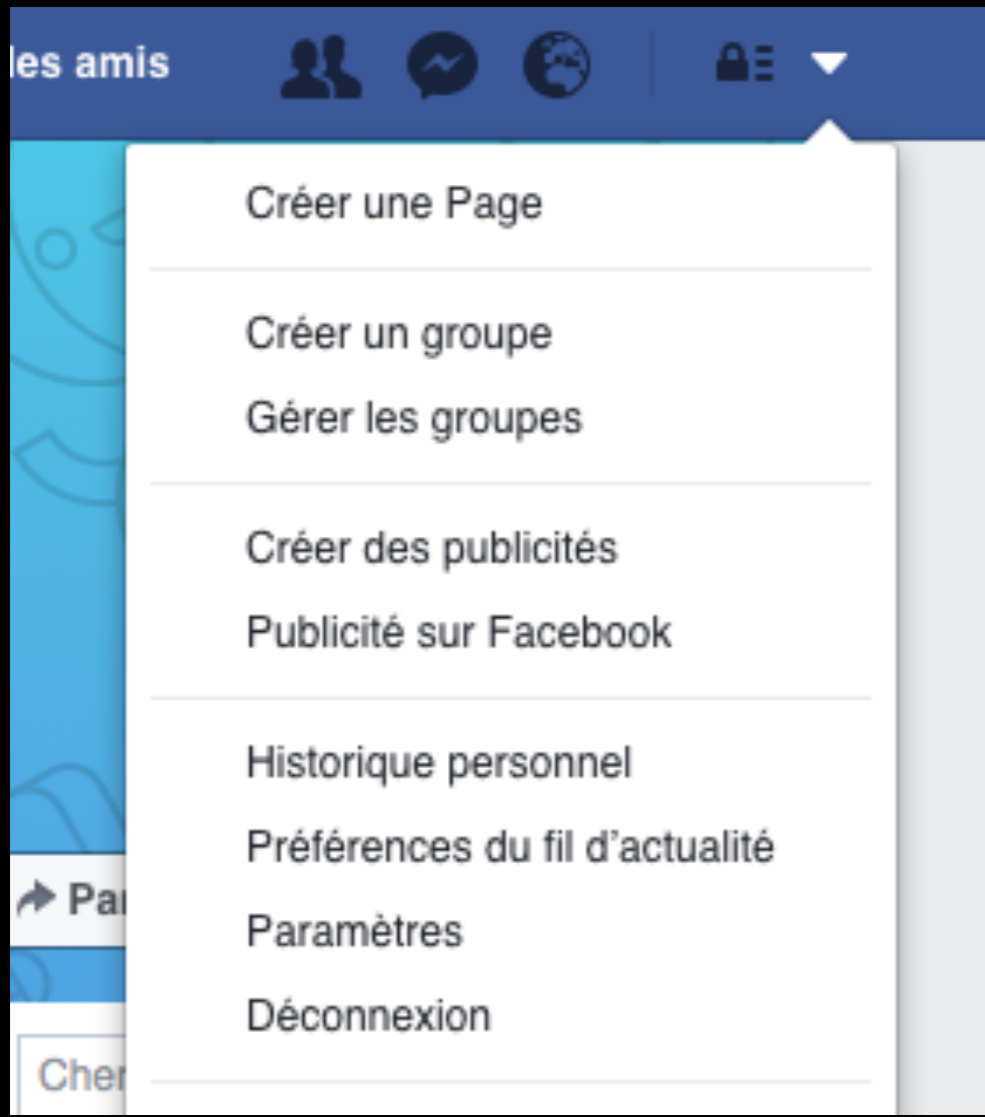 les amis
Créer une Page
Créer un groupe
Gérer les groupes
Créer des publicités
Publicité sur Facebook
Historique personnel
Préférences du fil d’actualité
Paramètres
Déconnexion